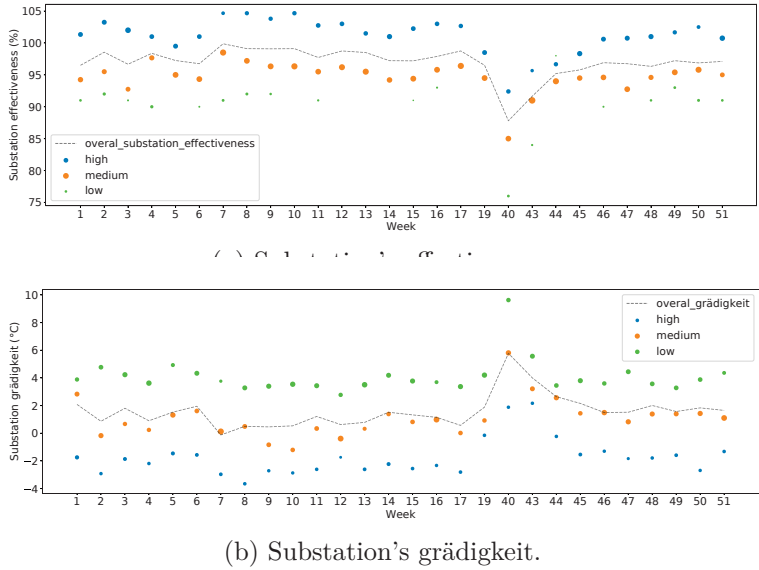 105
100
95
90
85
80
75
Substation effectiveness (%)
overal_substation_effectiveness
high
medium
low
1 2 3 4 5 6 7 8 9 10 11 12 13 14 15 16 17 19 40 43 44 45 46 47 48 49 50 51
Week
10
8
6
4
2
0
−2
−4
Substation grädigkeit (°C)
overal_grädigkeit
high
medium
low
1 2 3 4 5 6 7 8 9 10 11 12 13 14 15 16 17 19 40 43 44 45 46 47 48 49 50 51
Week
(b) Substation's grädigkeit.